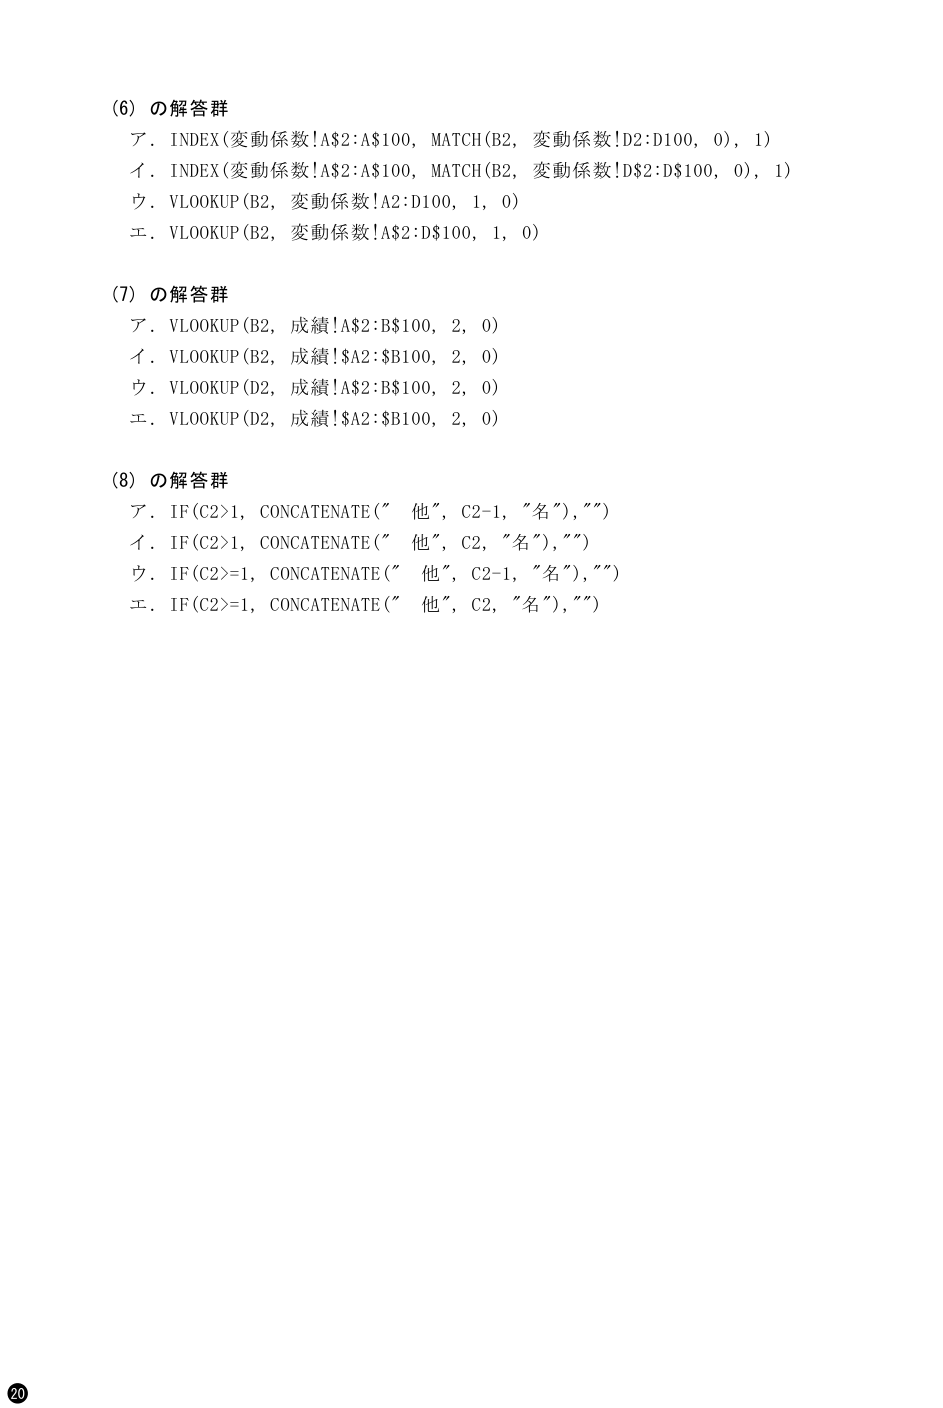 (6) の解答群
ア. INDEX(変動係数!A$2:A$100, MATCH(B2, 変動係数!D2:D100, 0), 1)
イ. INDEX(変動係数!A$2:A$100, MATCH(B2, 変動係数!D$2:D$100, 0), 1)
ウ. VLOOKUP(B2, 変動係数!A2:D100, 1, 0)
エ. VLOOKUP(B2, 変動係数!A$2:D$100, 1, 0)
(7) の解答群
ア. VLOOKUP(B2, 成績!A$2:B$100, 2, 0)
イ. VLOOKUP(B2, 成績!$A2:$B100, 2, 0)
ウ. VLOOKUP(D2, 成績!A$2:B$100, 2, 0)
エ. VLOOKUP(D2, 成績!$A2:$B100, 2, 0)
(8) の解答群
ア. IF(C2>1, CONCATENATE("　他", C2-1, "名"),"")
イ. IF(C2>1, CONCATENATE("　他", C2, "名"),"")
ウ. IF(C2>=1, CONCATENATE("　他", C2-1, "名"),"")
エ. IF(C2>=1, CONCATENATE("　他", C2, "名"),"")
20